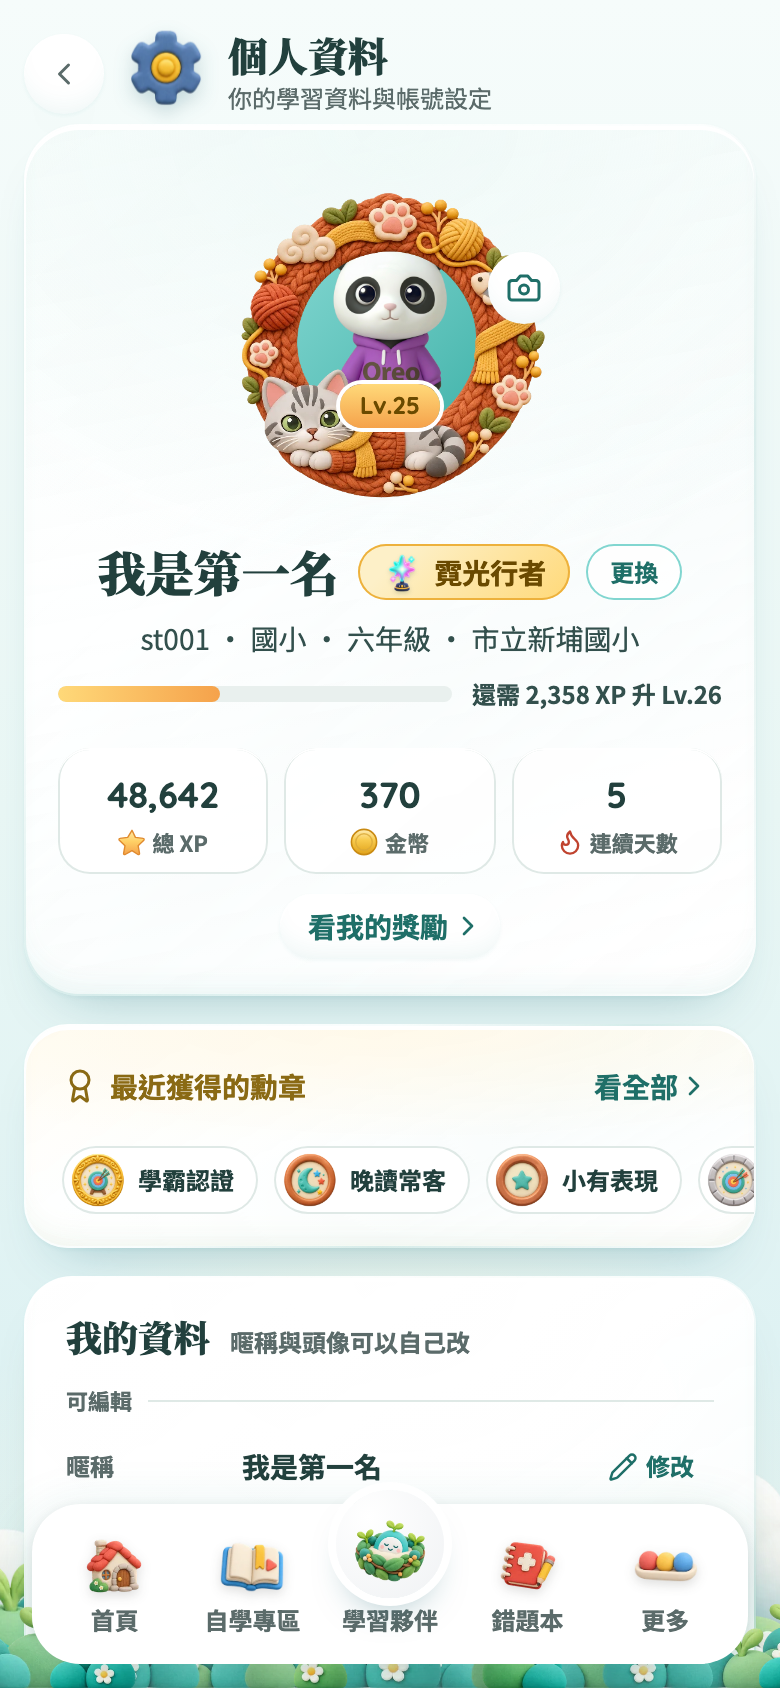 個人資料
你的學習資料與帳號設定
Oreo
Lv.25
我是第一名 霓光行者 更換
st001 · 國小 · 六年級 · 市立新埔國小
還需 2,358 XP 升 Lv.26
48,642 370 5
總 XP 金幣 連續天數
看我的獎勵
最近獲得的勳章 看全部
學霸認證 晚讀常客 小有表現
我的資料 暱稱與頭像可以自己改
可編輯
暱稱 我是第一名 修改
首頁 自學專區 學習夥伴 錯題本 更多